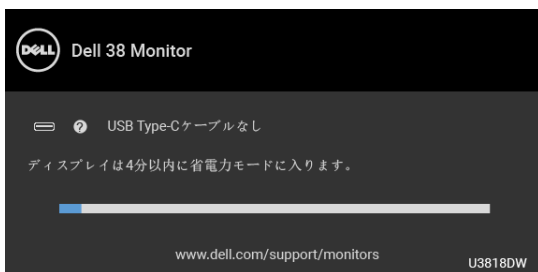 DELL Dell 38 Monitor
USB Type-Cケーブルなし
ディスプレイは4分以内に省電力モードに入ります。
www.dell.com/support/monitors
U3818DW